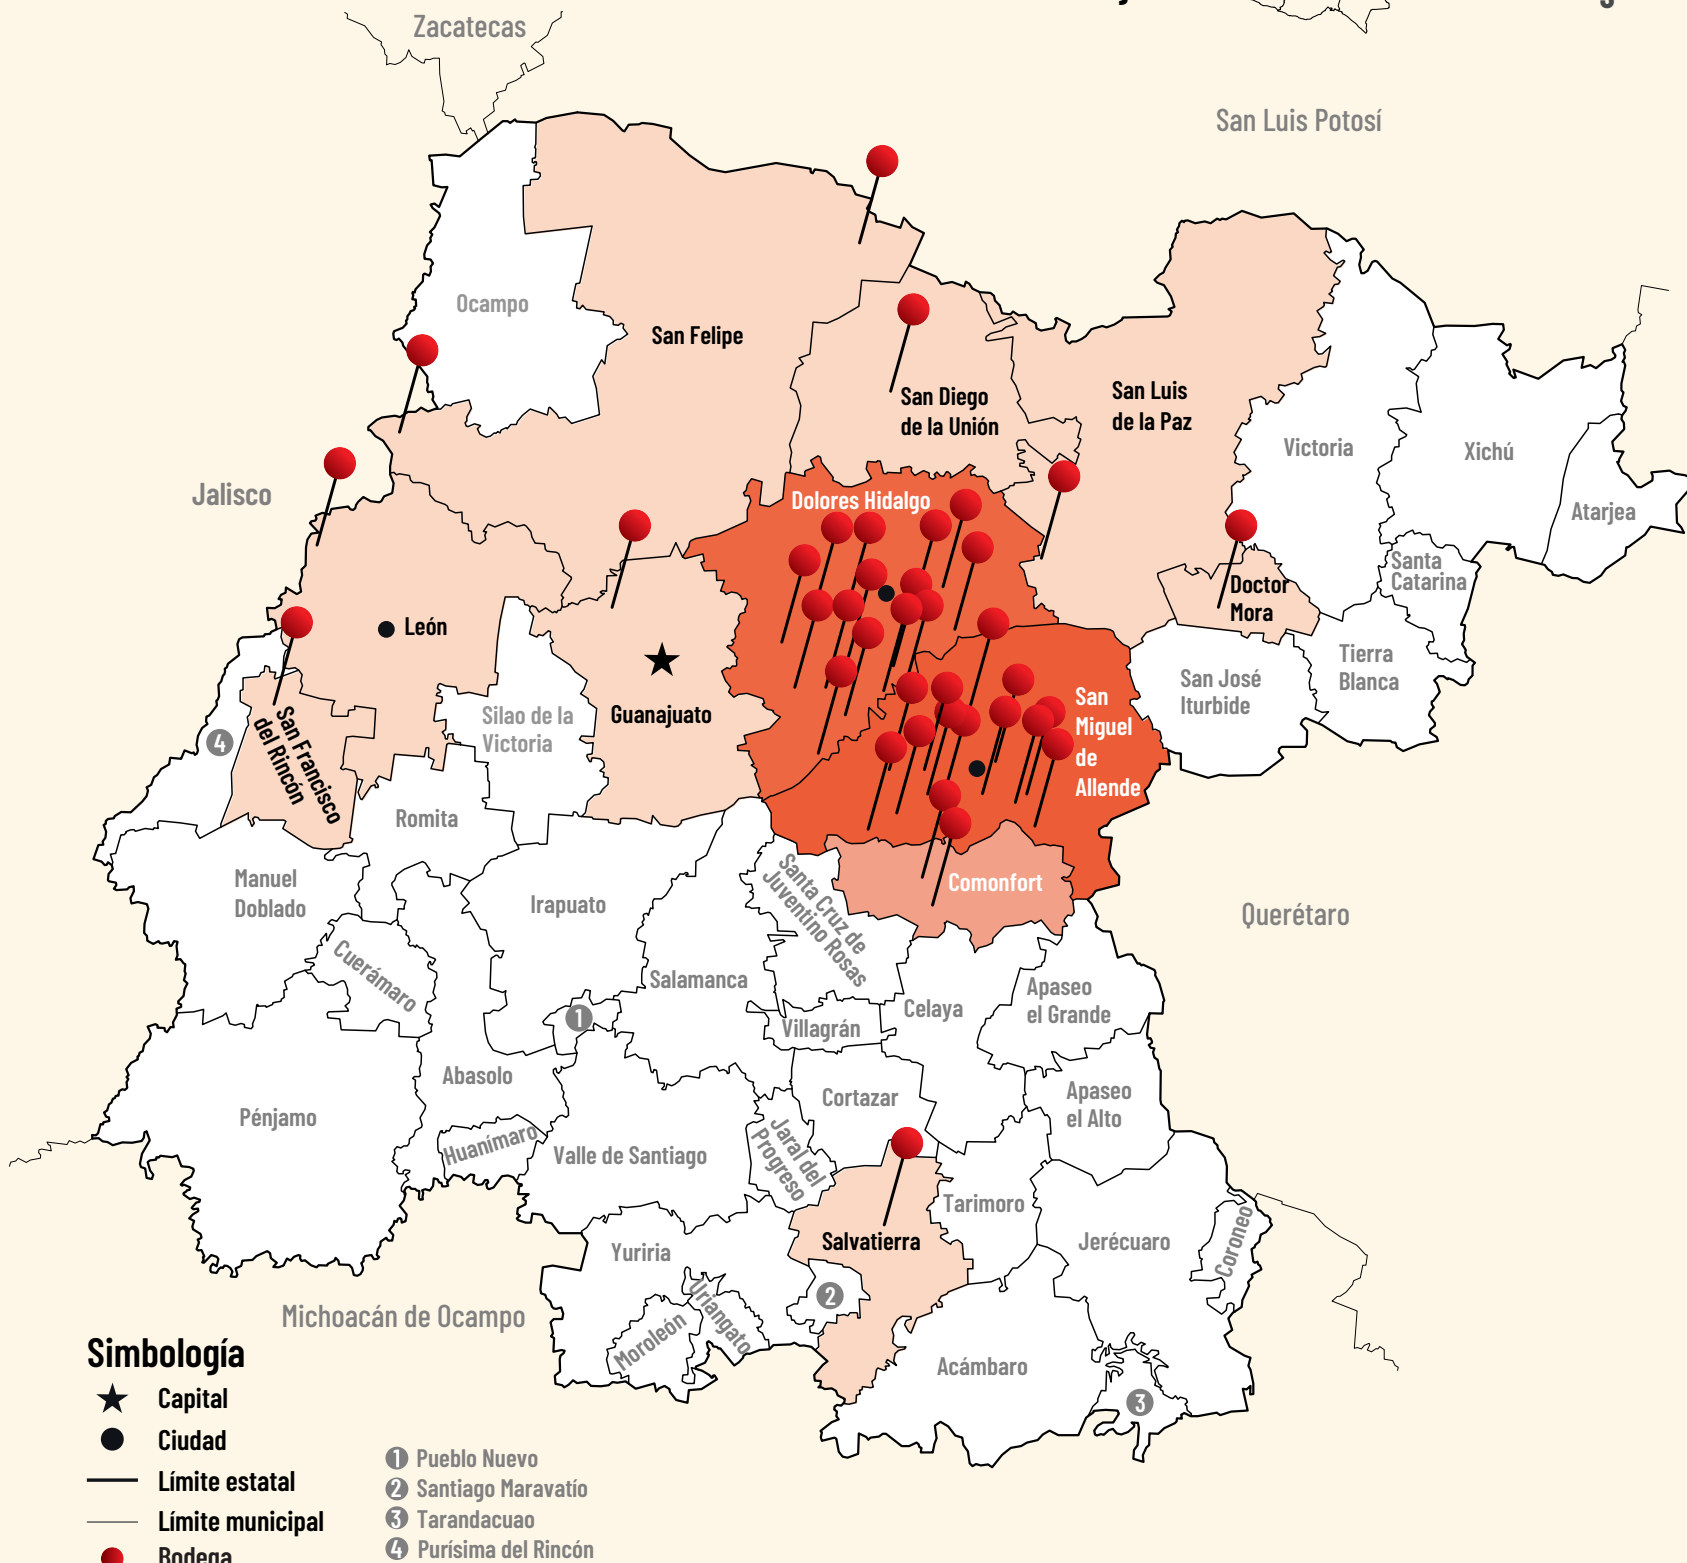 Zacatecas
San Luis Potosí
Ocampo
San Felipe
San Diego
de la Unión
San Luis
de la Paz
Victoria
Xichú
Atarjea
Jalisco
Dolores Hidalgo
Santa
Catarina
Doctor
Mora
León
Tierra
Blanca
San José
Iturbide
Guanajuato
Silao de la
Victoria
San
Miguel
de
Allende
4
San Francisco
del Rincón
Romita
Manuel
Doblado
Irapuato
Santa Cruz de
Juventino Rosas
Comonfort
Querétaro
Cuerámaro
Salamanca
Celaya
Apaseo
el Grande
1
Villagrán
Abasolo
Cortazar
Apaseo
el Alto
Pénjamo
Huanímaro
Valle de Santiago
Jaral del
Progreso
Tarimoro
Salvatierra
Jerécuaro
Coroneo
Yuriria
2
Uriangato
Moroleón
Michoacán de Ocampo
Acámbaro
3
Simbología
Capital
Ciudad
Límite estatal
Límite municipal
Bodega
1 Pueblo Nuevo
2 Santiago Maravatío
3 Tarandacuao
4 Purísima del Rincón